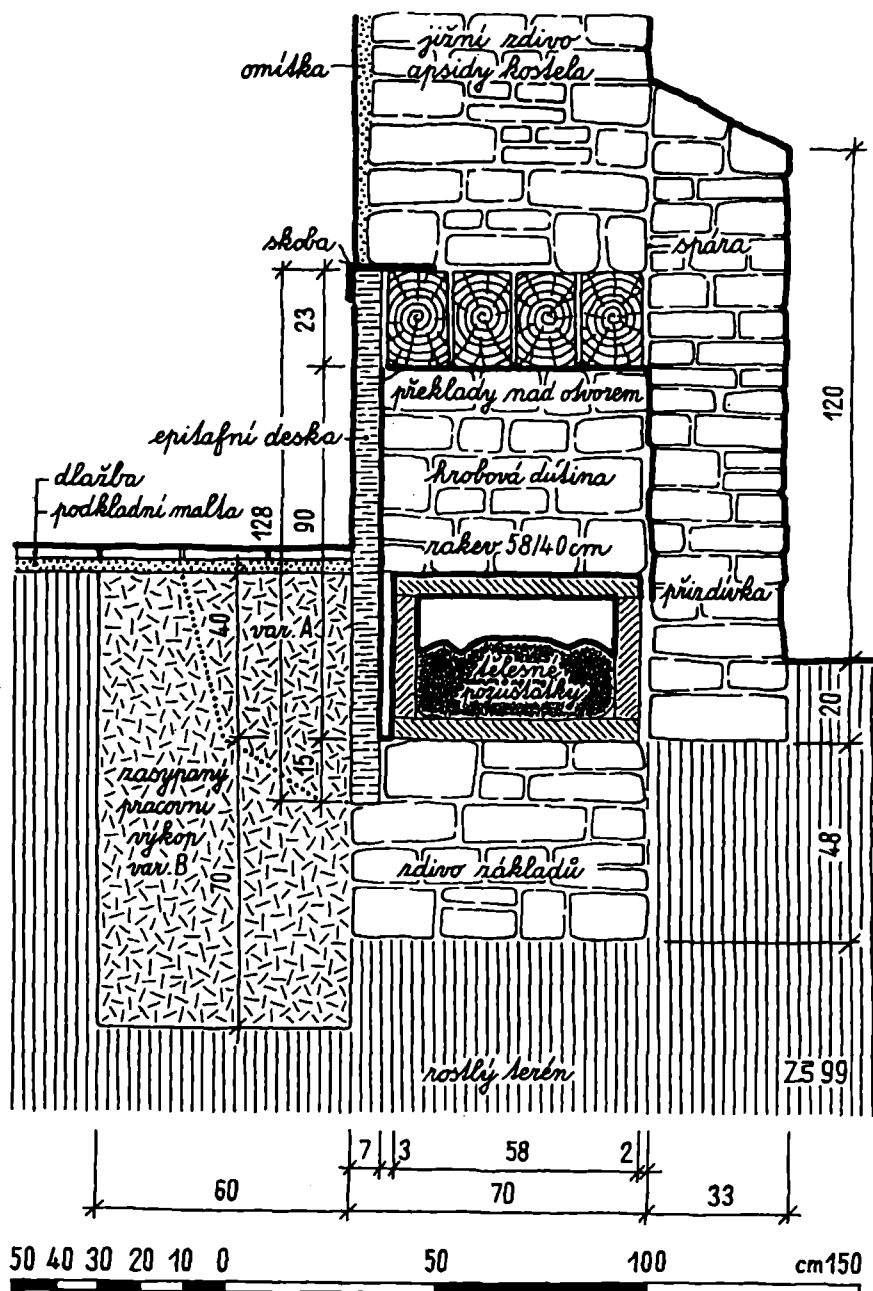 jižní zdivo
apsidy kostela
omítka
skoba
spára
23
120
překlady nad otvorem
epitafní deska
dlažba
podkladní malta
128
90
hrobová dutina
rakev 58/40 cm
přizdívka
40
var. A
tělesné
pozůstatky
20
15
zasypaný
pracovní
výkop
var. B
70
48
zdivo základů
rostlý terén
ZŠ 99
7 3 58 2
60 70 33
50 40 30 20 10 0 50 100 cm 150